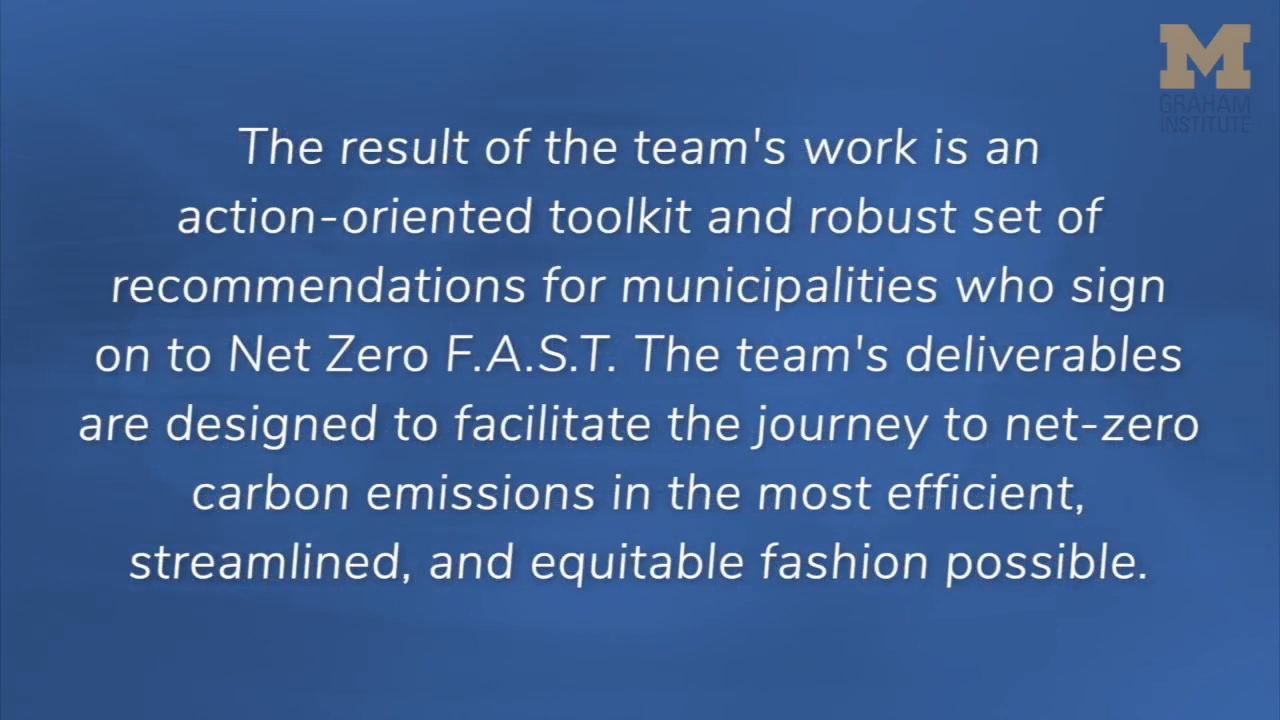 M
GRAHAM
INSTITUTE
The result of the team's work is an
action-oriented toolkit and robust set of
recommendations for municipalities who sign
on to Net Zero F.A.S.T. The team's deliverables
are designed to facilitate the journey to net-zero
carbon emissions in the most efficient,
streamlined, and equitable fashion possible.